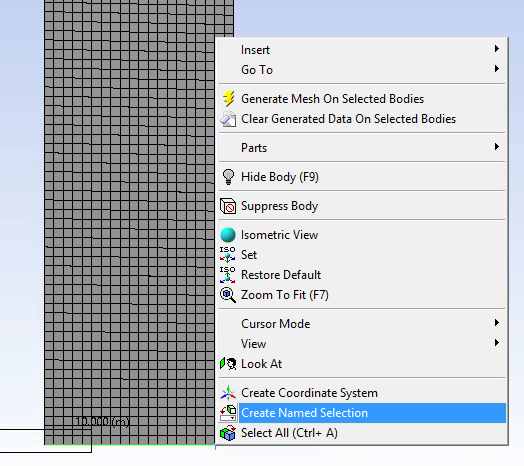 Insert
Go To
Generate Mesh On Selected Bodies
Clear Generated Data On Selected Bodies
Parts
Hide Body (F9)
Suppress Body
Isometric View
ISO
Set
ISO
Restore Default
Zoom To Fit (F7)
Cursor Mode
View
Look At
Create Coordinate System
Create Named Selection
Select All (Ctrl+ A)
10.000 (m)